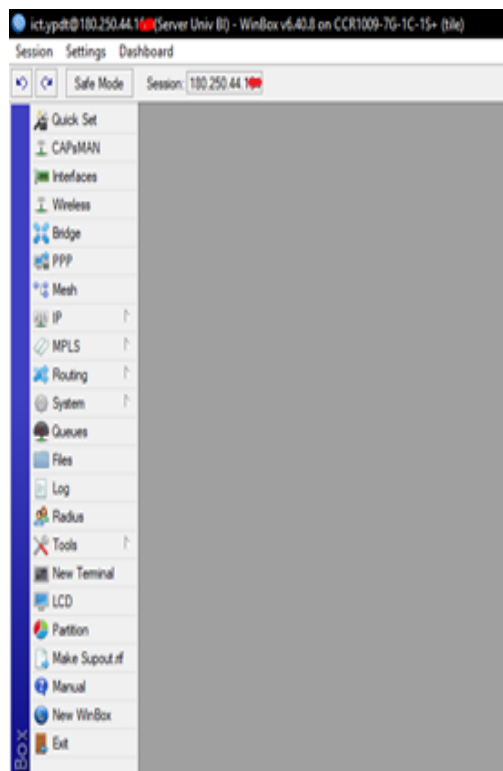 ict.ypdt@180.250.44.1 (Server Univ BI) - WinBox v6.40.8 on CCR1009-7G-1C-1S+ (tile)
Session Settings Dashboard
Safe Mode Session: 180.250.44.1
Quick Set
CAPsMAN
Interfaces
Wireless
Bridge
PPP
Mesh
IP
MPLS
Routing
System
Queues
Files
Log
Radius
Tools
New Terminal
LCD
Partition
Make Supout.rif
Manual
New WinBox
Exit
Box